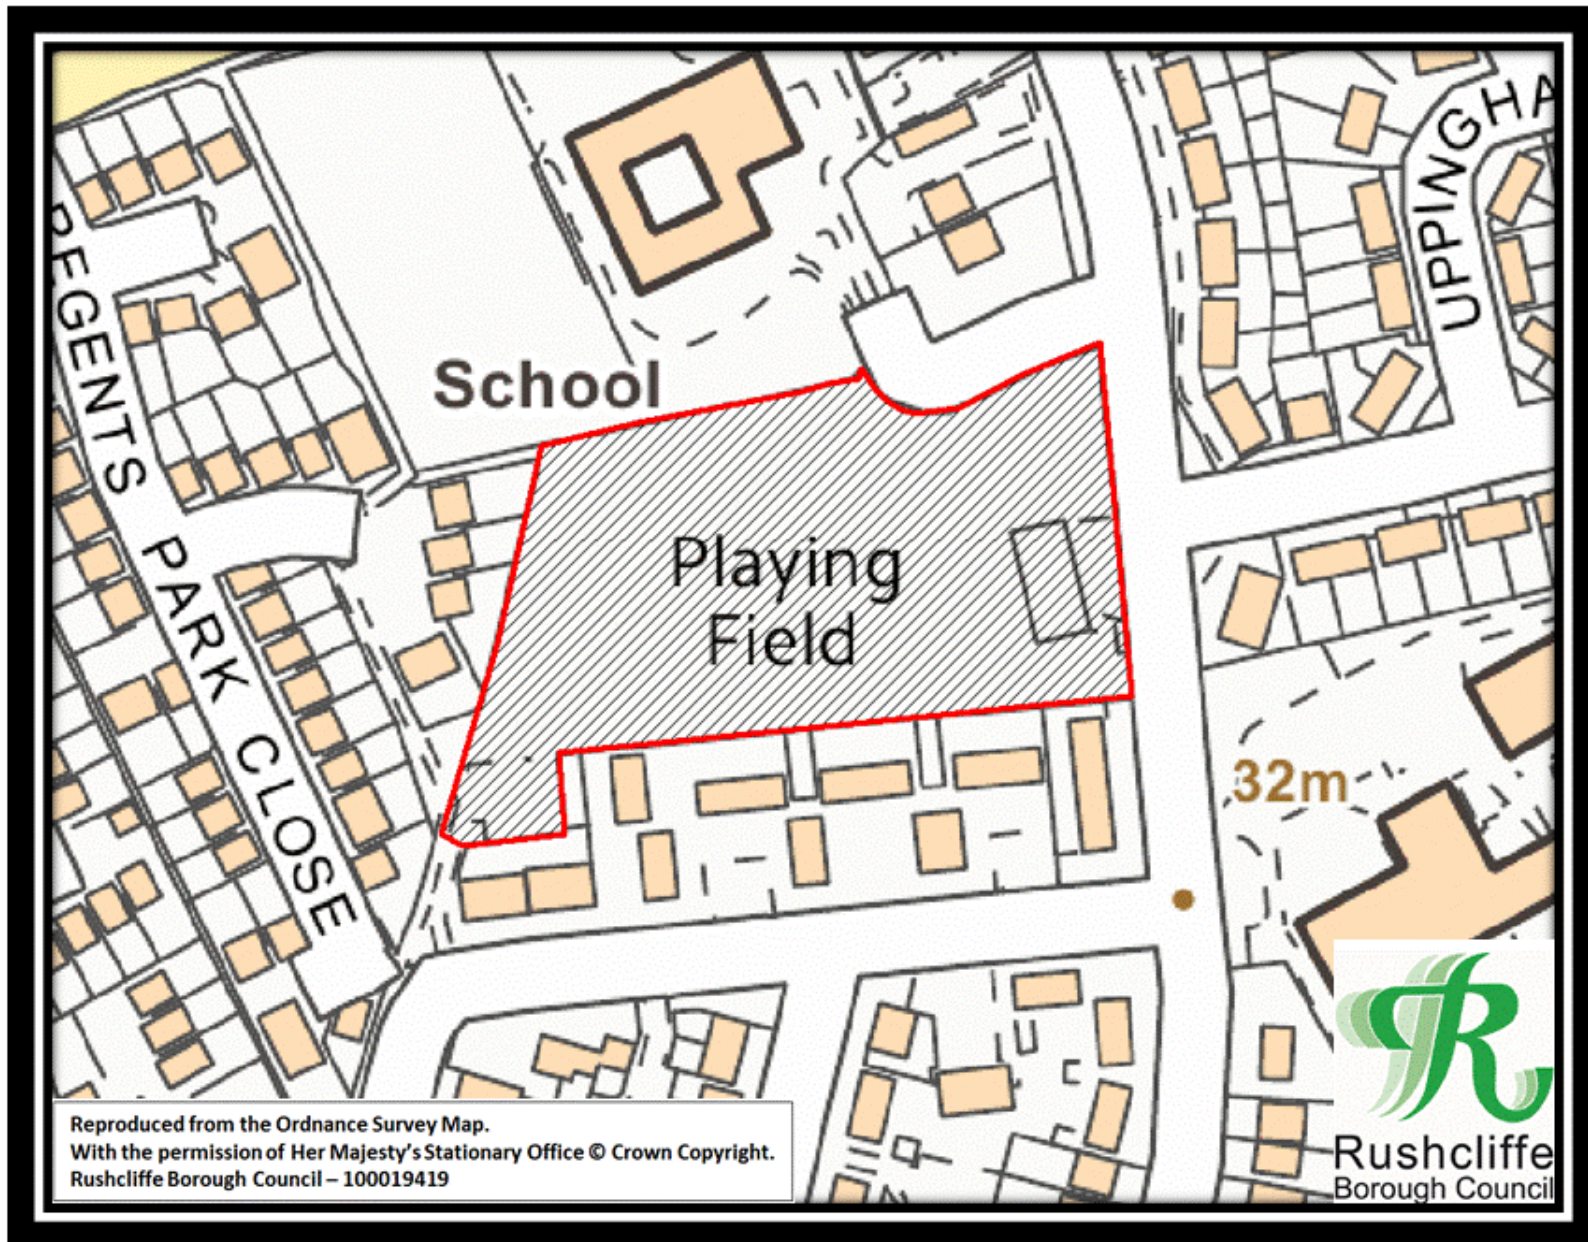 REGENTS PARK CLOSE
School
Playing
Field
UPPINGHA
32m
Reproduced from the Ordnance Survey Map.
With the permission of Her Majesty's Stationary Office © Crown Copyright.
Rushcliffe Borough Council – 100019419
R
Rushcliffe
Borough Council